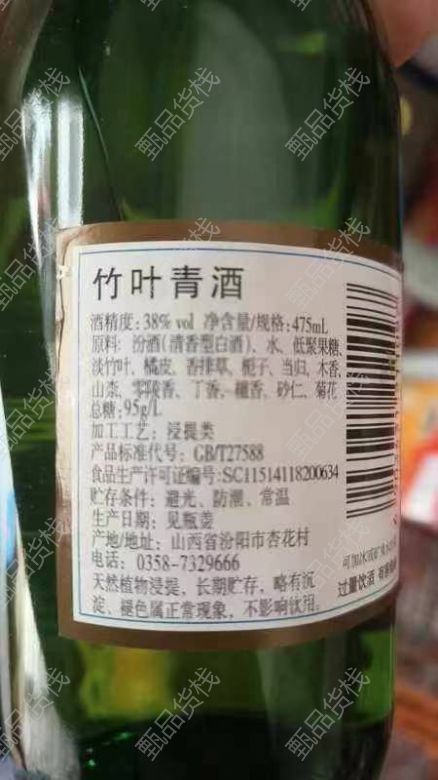 竹叶青酒
酒精度:38% vol 净含量/规格:475mL
原料: 汾酒(清香型白酒)、水、低聚果糖、
淡竹叶、橘皮、香排草、栀子、当归、木香、
山柰、零陵香、丁香、檀香、砂仁、菊花
总糖:95g/L
加工工艺: 浸提类
产品标准代号: GB/T27588
食品生产许可证编号:SC11514118200634
贮存条件: 避光、防潮、常温
生产日期: 见瓶盖
产地/地址: 山西省汾阳市杏花村
电话: 0358-7329666
天然植物浸提, 长期贮存, 略有沉
淀、褪色属正常现象, 不影响饮用。
过量饮酒
甄品货栈